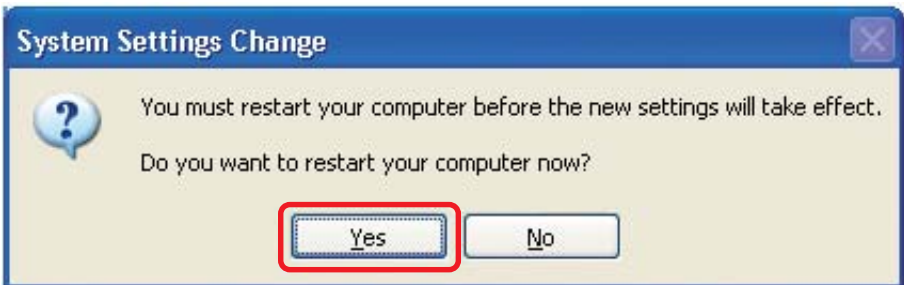 System Settings Change
You must restart your computer before the new settings will take effect.
Do you want to restart your computer now?
Yes No